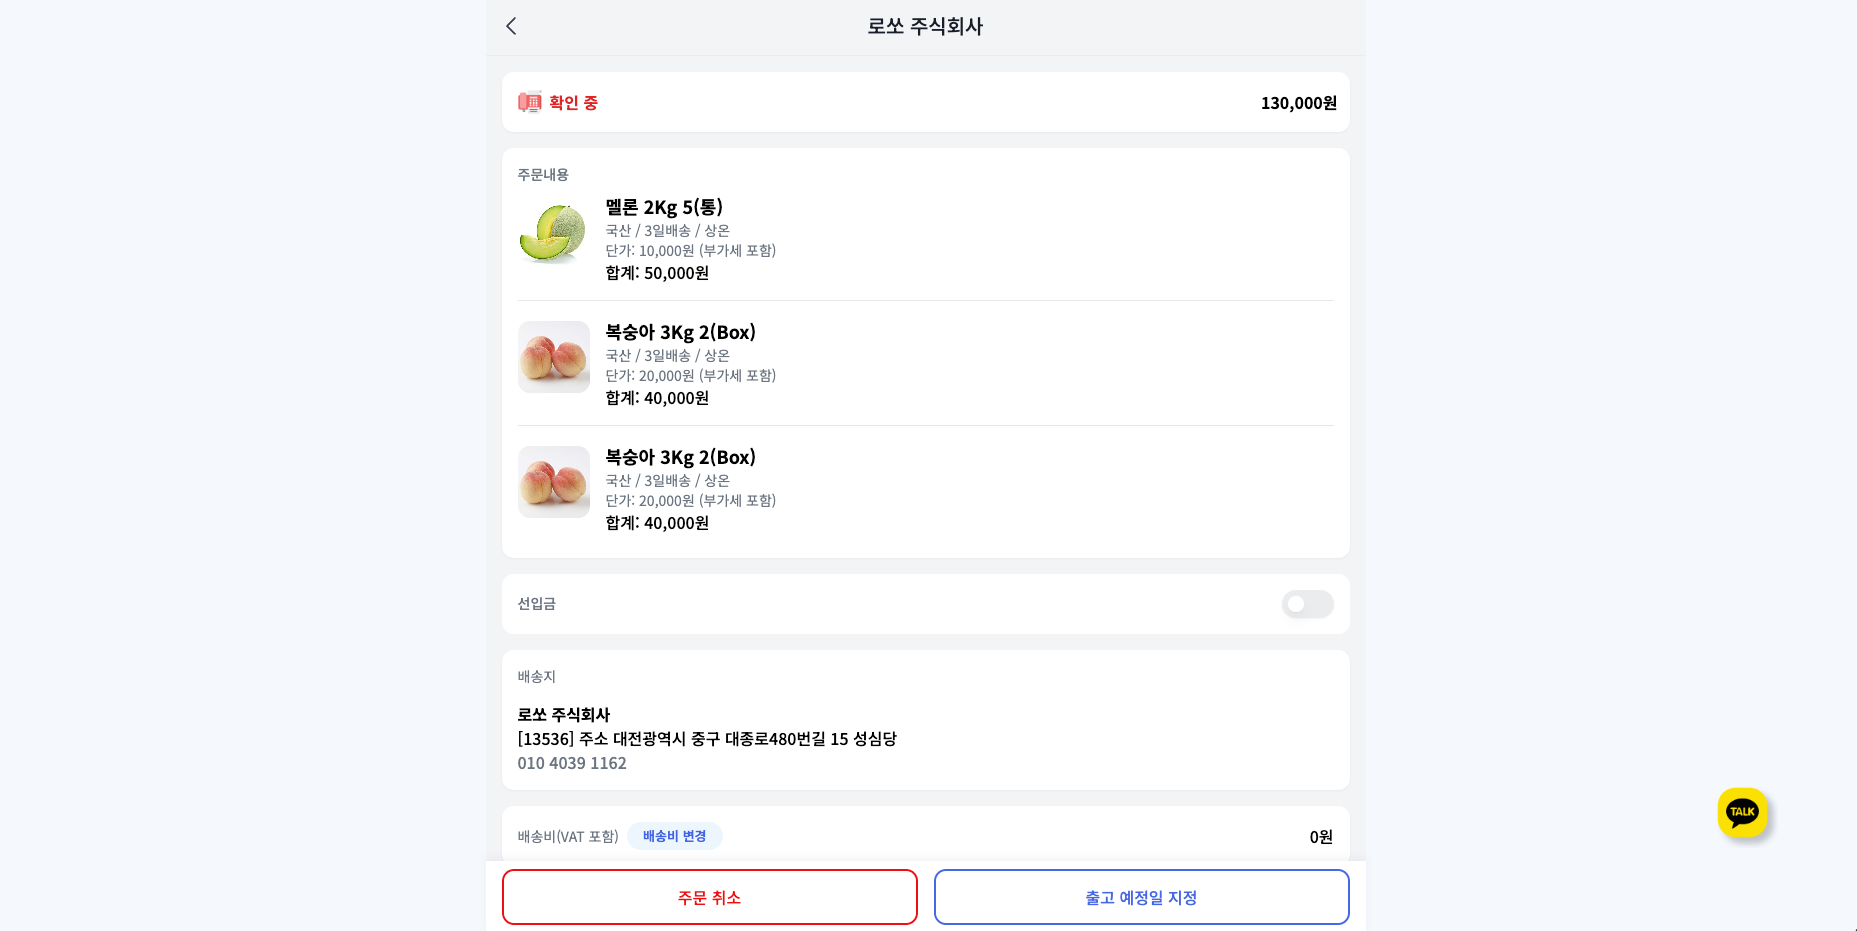 로쏘 주식회사
확인 중
130,000원
주문내용
멜론 2Kg 5(통)
국산 / 3일배송 / 상온
단가: 10,000원 (부가세 포함)
합계: 50,000원
복숭아 3Kg 2(Box)
국산 / 3일배송 / 상온
단가: 20,000원 (부가세 포함)
합계: 40,000원
복숭아 3Kg 2(Box)
국산 / 3일배송 / 상온
단가: 20,000원 (부가세 포함)
합계: 40,000원
선입금
배송지
로쏘 주식회사
[13536] 주소 대전광역시 중구 대종로480번길 15 성심당
010 4039 1162
배송비(VAT 포함) 배송비 변경
0원
TALK
주문 취소
출고 예정일 지정